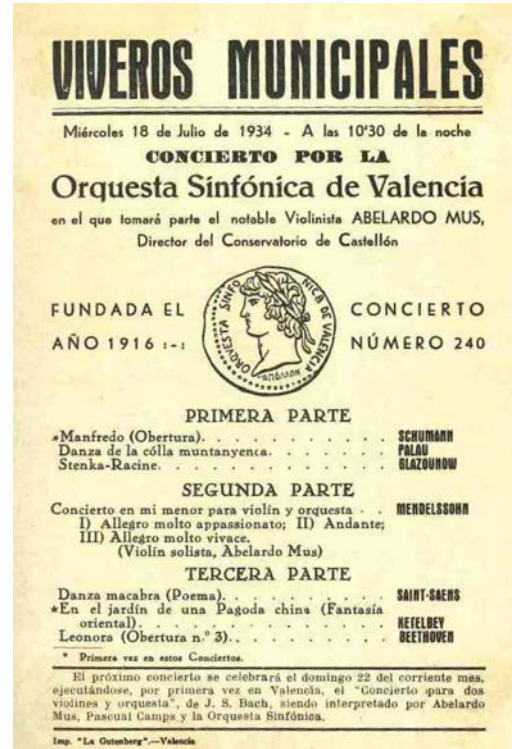 VIVEROS MUNICIPALES
Miércoles 18 de Julio de 1934 - A las 10'30 de la noche
CONCIERTO POR LA
Orquesta Sinfónica de Valencia
en el que tomará parte el notable Violinista ABELARDO MUS,
Director del Conservatorio de Castellón
ORQUESTA SINFONICA DE VALENCIA
FUNDADA EL
AÑO 1916 :-:
CONCIERTO
NÚMERO 240
PRIMERA PARTE
*Manfredo (Obertura). . . . . . . . . . . . SCHUMANN
Danza de la cólla muntanyenca. . . . . . . . PALAU
Stenka-Racine. . . . . . . . . . . . . . GLAZOUNOW
SEGUNDA PARTE
Concierto en mi menor para violín y orquesta . . MENDELSSOHN
I) Allegro molto appassionato; II) Andante;
III) Allegro molto vivace.
(Violín solista, Abelardo Mus)
TERCERA PARTE
Danza macabra (Poema). . . . . . . . . . . SAINT-SAENS
*En el jardín de una Pagoda china (Fantasía
oriental). . . . . . . . . . . . . . . KETELBEY
Leonora (Obertura n.º 3). . . . . . . . . . BEETHOVEN
* Primera vez en estos Conciertos.
El próximo concierto se celebrará el domingo 22 del corriente mes,
ejecutándose, por primera vez en Valencia, el "Concierto para dos
violines y orquesta", de J. S. Bach, siendo interpretado por Abelardo
Mus, Pascual Camps y la Orquesta Sinfónica.
Imp. "La Gutenberg".—Valencia